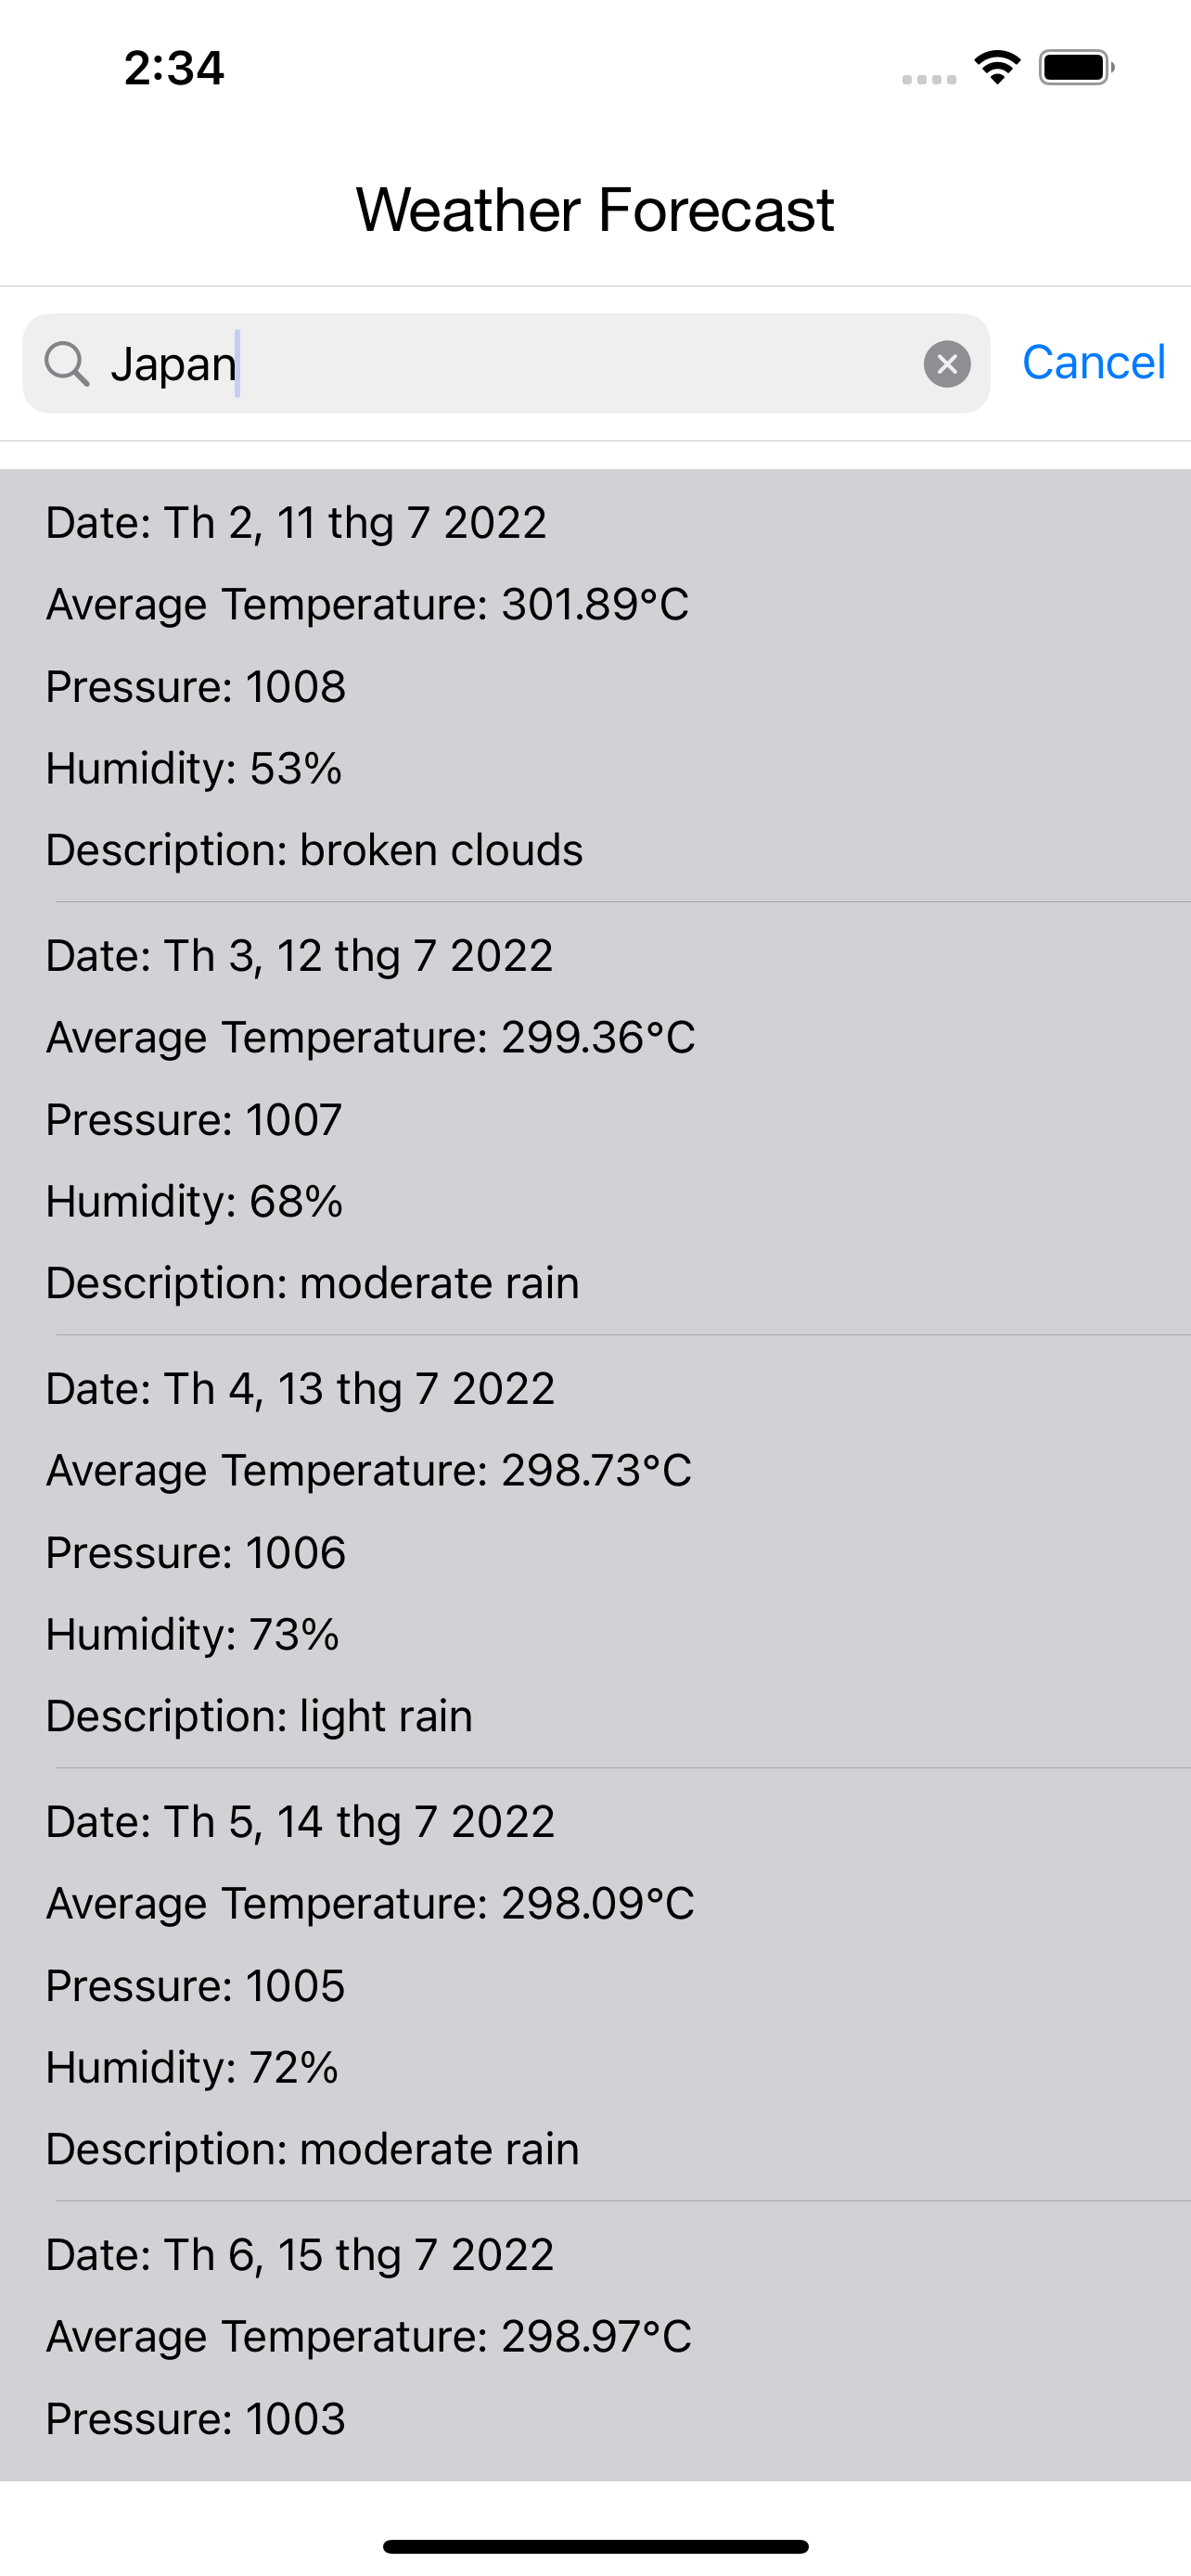 2:34
Weather Forecast
Japan
Cancel
Date: Th 2, 11 thg 7 2022
Average Temperature: 301.89°C
Pressure: 1008
Humidity: 53%
Description: broken clouds
Date: Th 3, 12 thg 7 2022
Average Temperature: 299.36°C
Pressure: 1007
Humidity: 68%
Description: moderate rain
Date: Th 4, 13 thg 7 2022
Average Temperature: 298.73°C
Pressure: 1006
Humidity: 73%
Description: light rain
Date: Th 5, 14 thg 7 2022
Average Temperature: 298.09°C
Pressure: 1005
Humidity: 72%
Description: moderate rain
Date: Th 6, 15 thg 7 2022
Average Temperature: 298.97°C
Pressure: 1003